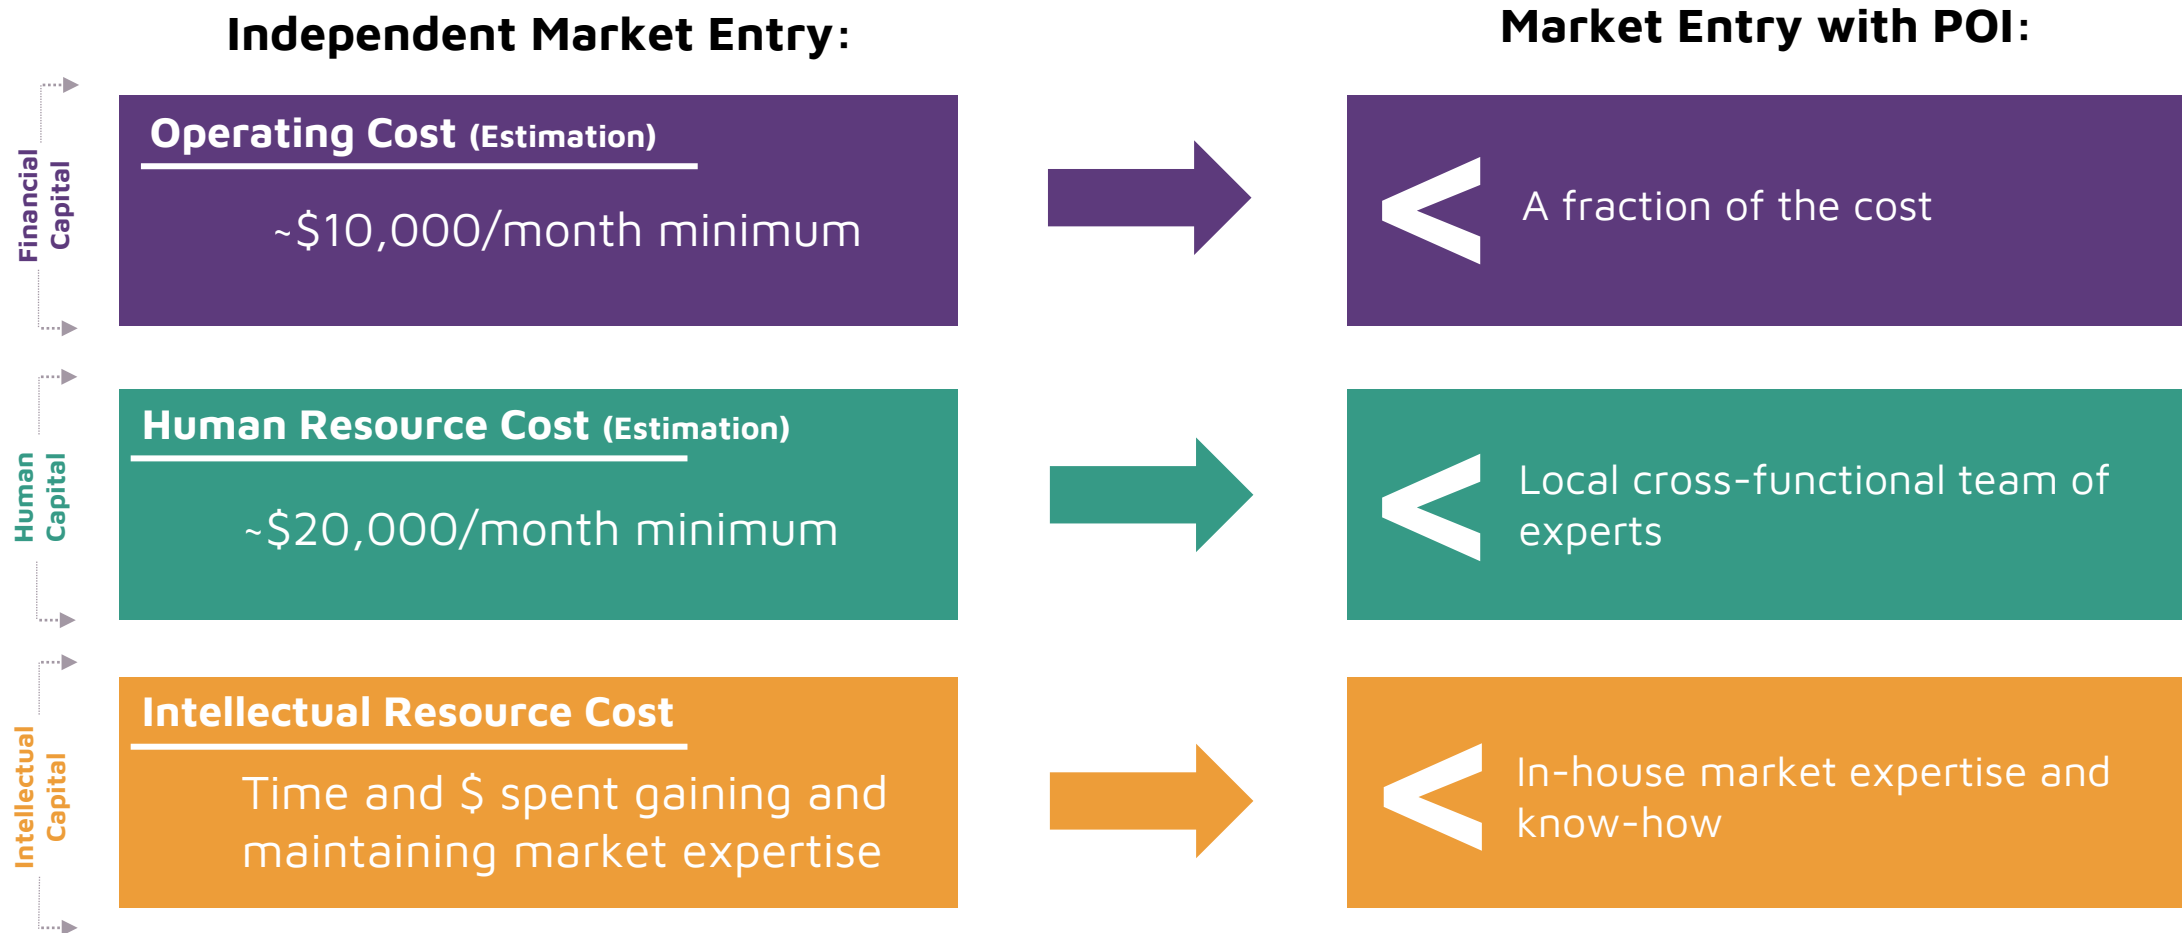 Independent Market Entry:
Market Entry with POI:
Financial
Capital
Operating Cost (Estimation)
~$10,000/month minimum
<
A fraction of the cost
Human
Capital
Human Resource Cost (Estimation)
~$20,000/month minimum
<
Local cross-functional team of
experts
Intellectual
Capital
Intellectual Resource Cost
Time and $ spent gaining and
maintaining market expertise
<
In-house market expertise and
know-how